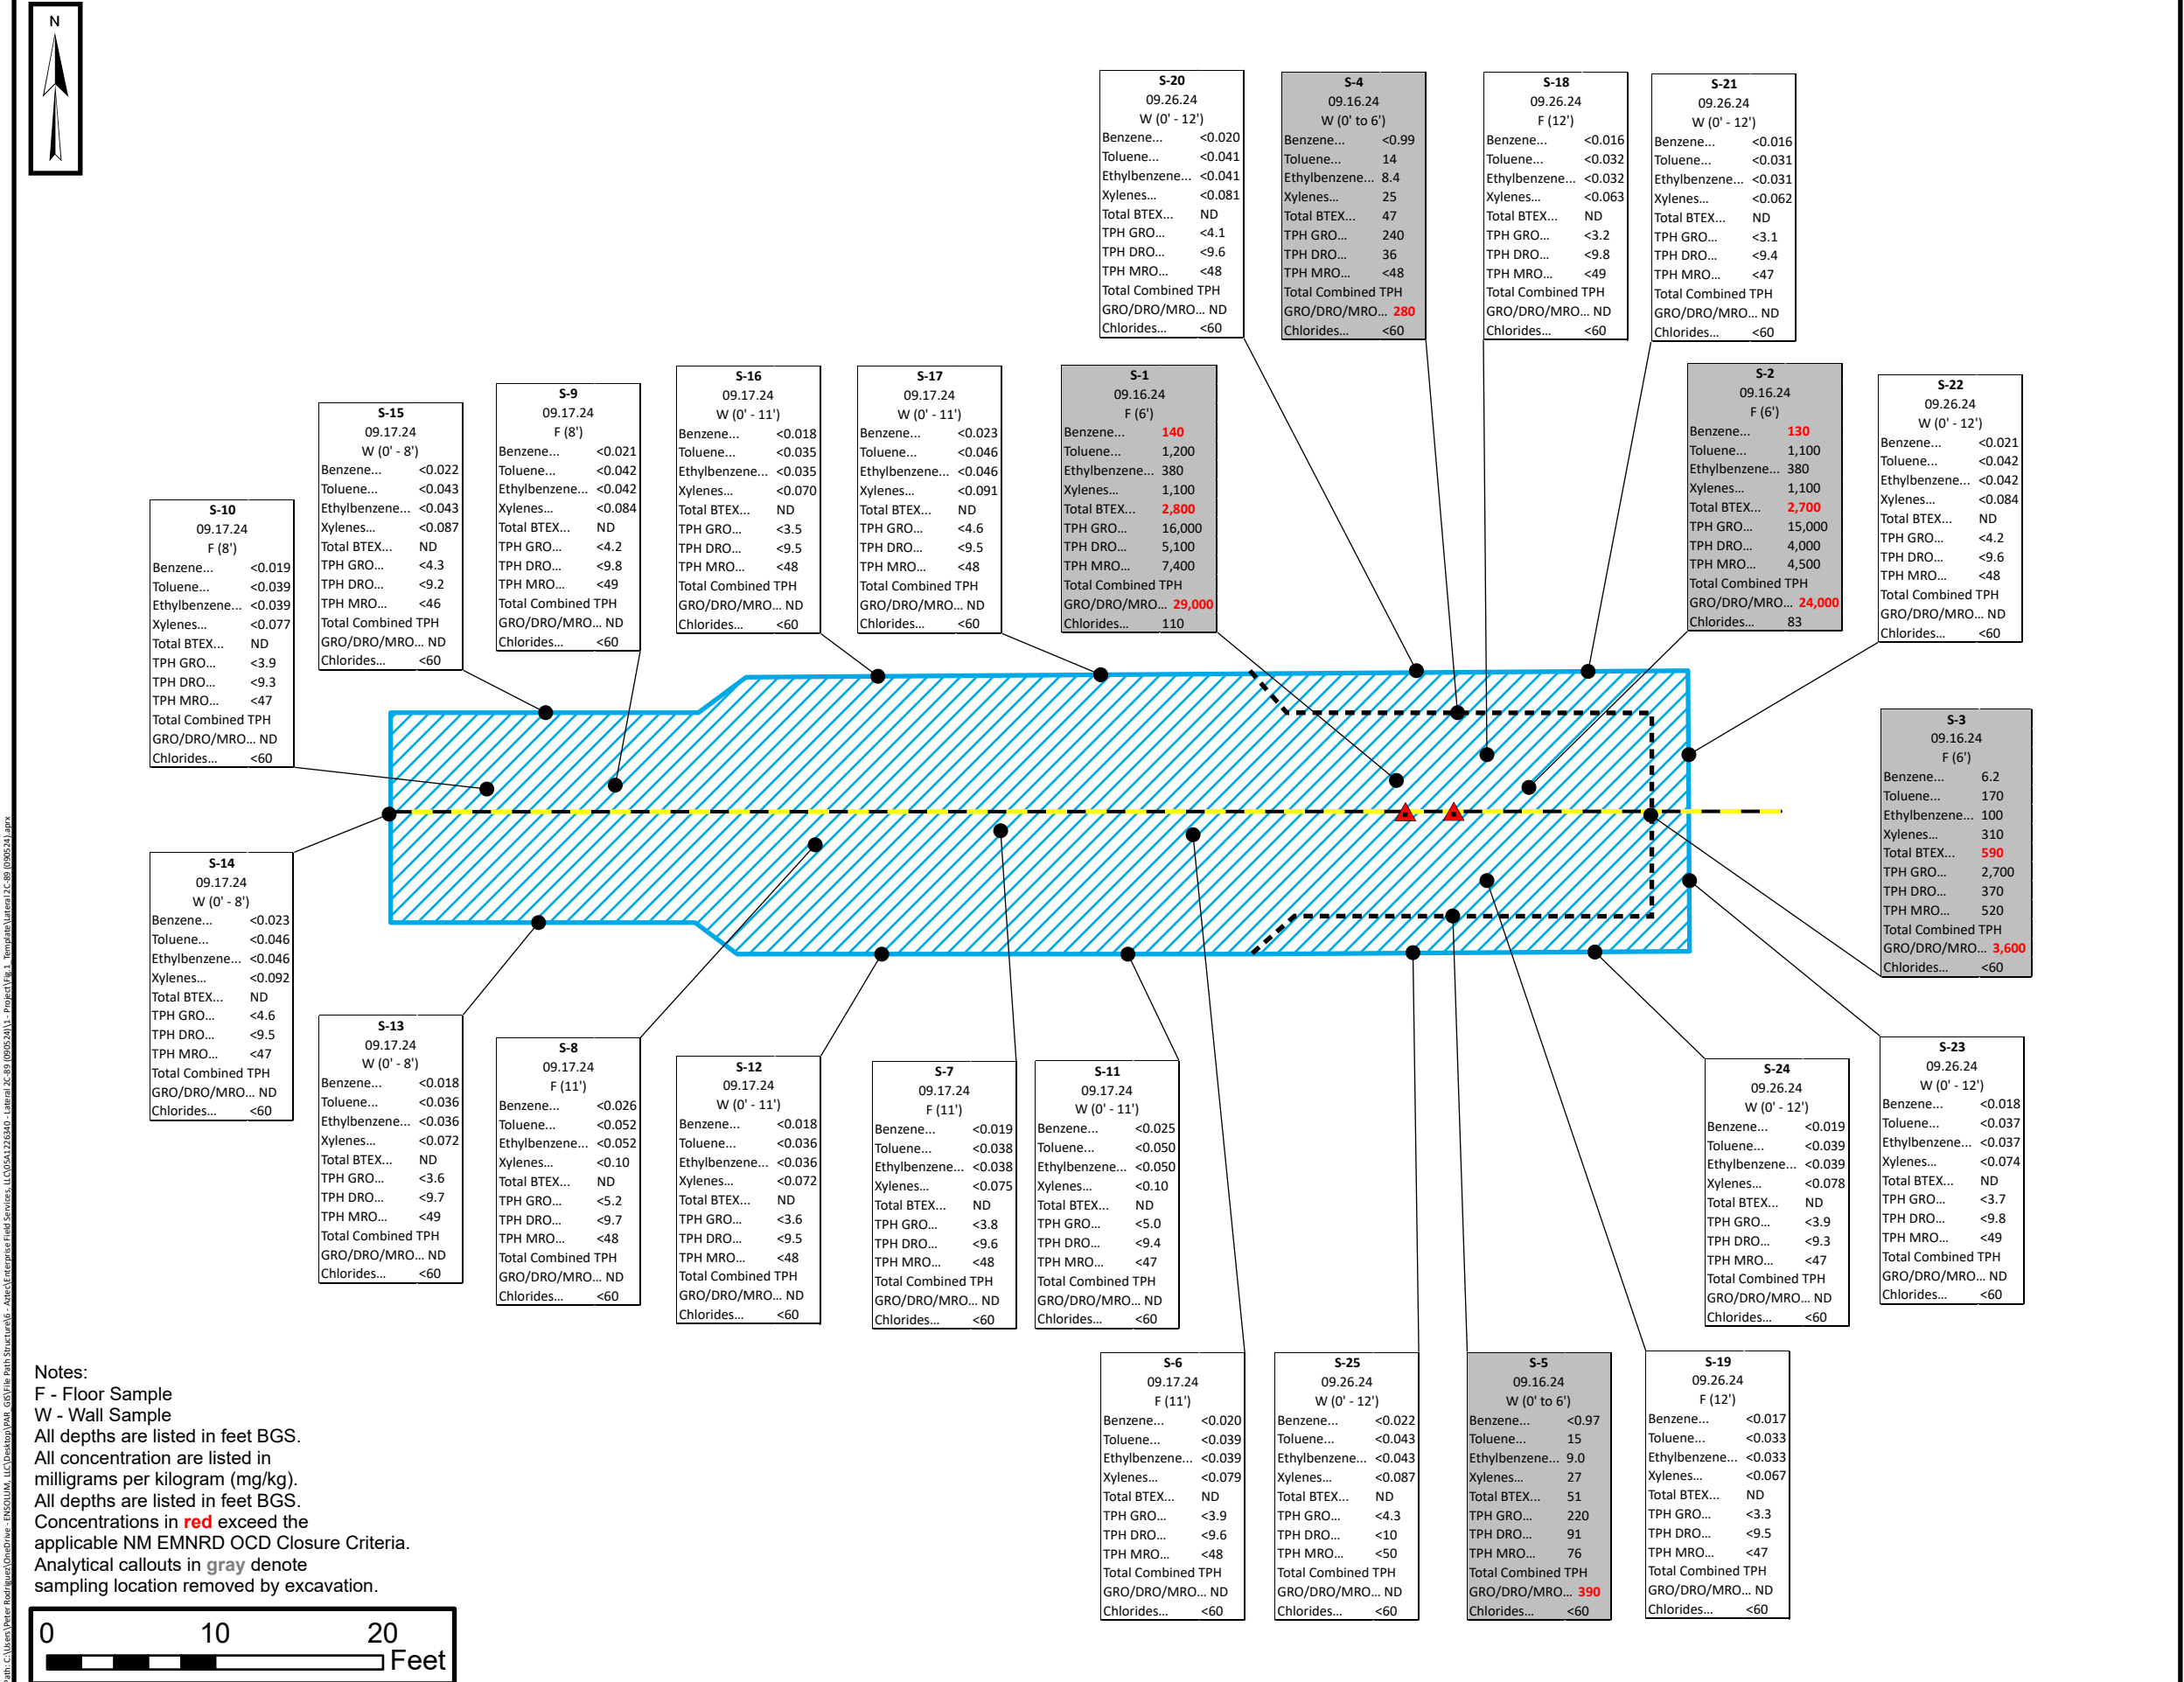 N
S-20
09.26.24
W (0' - 12')
Benzene... <0.020
Toluene... <0.041
Ethylbenzene... <0.041
Xylenes... <0.081
Total BTEX... ND
TPH GRO... <4.1
TPH DRO... <9.6
TPH MRO... <48
Total Combined TPH
GRO/DRO/MRO... ND
Chlorides... <60
S-4
09.16.24
W (0' to 6')
Benzene... <0.99
Toluene... 14
Ethylbenzene... 8.4
Xylenes... 25
Total BTEX... 47
TPH GRO... 240
TPH DRO... 36
TPH MRO... <48
Total Combined TPH
GRO/DRO/MRO... 280
Chlorides... <60
S-18
09.26.24
F (12')
Benzene... <0.016
Toluene... <0.032
Ethylbenzene... <0.032
Xylenes... <0.063
Total BTEX... ND
TPH GRO... <3.2
TPH DRO... <9.8
TPH MRO... <49
Total Combined TPH
GRO/DRO/MRO... ND
Chlorides... <60
S-21
09.26.24
W (0' - 12')
Benzene... <0.016
Toluene... <0.031
Ethylbenzene... <0.031
Xylenes... <0.062
Total BTEX... ND
TPH GRO... <3.1
TPH DRO... <9.4
TPH MRO... <47
Total Combined TPH
GRO/DRO/MRO... ND
Chlorides... <60
S-10
09.17.24
F (8')
Benzene... <0.019
Toluene... <0.039
Ethylbenzene... <0.039
Xylenes... <0.077
Total BTEX... ND
TPH GRO... <3.9
TPH DRO... <9.3
TPH MRO... <47
Total Combined TPH
GRO/DRO/MRO... ND
Chlorides... <60
S-15
09.17.24
W (0' - 8')
Benzene... <0.022
Toluene... <0.043
Ethylbenzene... <0.043
Xylenes... <0.087
Total BTEX... ND
TPH GRO... <4.3
TPH DRO... <9.2
TPH MRO... <46
Total Combined TPH
GRO/DRO/MRO... ND
Chlorides... <60
S-9
09.17.24
F (8')
Benzene... <0.021
Toluene... <0.042
Ethylbenzene... <0.042
Xylenes... <0.084
Total BTEX... ND
TPH GRO... <4.2
TPH DRO... <9.8
TPH MRO... <49
Total Combined TPH
GRO/DRO/MRO... ND
Chlorides... <60
S-16
09.17.24
W (0' - 11')
Benzene... <0.018
Toluene... <0.035
Ethylbenzene... <0.035
Xylenes... <0.070
Total BTEX... ND
TPH GRO... <3.5
TPH DRO... <9.5
TPH MRO... <48
Total Combined TPH
GRO/DRO/MRO... ND
Chlorides... <60
S-17
09.17.24
W (0' - 11')
Benzene... <0.023
Toluene... <0.046
Ethylbenzene... <0.046
Xylenes... <0.091
Total BTEX... ND
TPH GRO... <4.6
TPH DRO... <9.5
TPH MRO... <48
Total Combined TPH
GRO/DRO/MRO... ND
Chlorides... <60
S-1
09.16.24
F (6')
Benzene... 140
Toluene... 1,200
Ethylbenzene... 380
Xylenes... 1,100
Total BTEX... 2,800
TPH GRO... 16,000
TPH DRO... 5,100
TPH MRO... 7,400
Total Combined TPH
GRO/DRO/MRO... 29,000
Chlorides... 110
S-2
09.16.24
F (6')
Benzene... 130
Toluene... 1,100
Ethylbenzene... 380
Xylenes... 1,100
Total BTEX... 2,700
TPH GRO... 15,000
TPH DRO... 4,000
TPH MRO... 4,500
Total Combined TPH
GRO/DRO/MRO... 24,000
Chlorides... 83
S-22
09.26.24
W (0' - 12')
Benzene... <0.021
Toluene... <0.042
Ethylbenzene... <0.042
Xylenes... <0.084
Total BTEX... ND
TPH GRO... <4.2
TPH DRO... <9.6
TPH MRO... <48
Total Combined TPH
GRO/DRO/MRO... ND
Chlorides... <60
S-3
09.16.24
F (6')
Benzene... 6.2
Toluene... 170
Ethylbenzene... 100
Xylenes... 310
Total BTEX... 590
TPH GRO... 2,700
TPH DRO... 370
TPH MRO... 520
Total Combined TPH
GRO/DRO/MRO... 3,600
Chlorides... <60
S-14
09.17.24
W (0' - 8')
Benzene... <0.023
Toluene... <0.046
Ethylbenzene... <0.046
Xylenes... <0.092
Total BTEX... ND
TPH GRO... <4.6
TPH DRO... <9.5
TPH MRO... <47
Total Combined TPH
GRO/DRO/MRO... ND
Chlorides... <60
S-13
09.17.24
W (0' - 8')
Benzene... <0.018
Toluene... <0.036
Ethylbenzene... <0.036
Xylenes... <0.072
Total BTEX... ND
TPH GRO... <3.6
TPH DRO... <9.7
TPH MRO... <49
Total Combined TPH
GRO/DRO/MRO... ND
Chlorides... <60
S-8
09.17.24
F (11')
Benzene... <0.026
Toluene... <0.052
Ethylbenzene... <0.052
Xylenes... <0.10
Total BTEX... ND
TPH GRO... <5.2
TPH DRO... <9.7
TPH MRO... <48
Total Combined TPH
GRO/DRO/MRO... ND
Chlorides... <60
S-12
09.17.24
W (0' - 11')
Benzene... <0.018
Toluene... <0.036
Ethylbenzene... <0.036
Xylenes... <0.072
Total BTEX... ND
TPH GRO... <3.6
TPH DRO... <9.5
TPH MRO... <48
Total Combined TPH
GRO/DRO/MRO... ND
Chlorides... <60
S-7
09.17.24
F (11')
Benzene... <0.019
Toluene... <0.038
Ethylbenzene... <0.038
Xylenes... <0.075
Total BTEX... ND
TPH GRO... <3.8
TPH DRO... <9.6
TPH MRO... <48
Total Combined TPH
GRO/DRO/MRO... ND
Chlorides... <60
S-11
09.17.24
W (0' - 11')
Benzene... <0.025
Toluene... <0.050
Ethylbenzene... <0.050
Xylenes... <0.10
Total BTEX... ND
TPH GRO... <5.0
TPH DRO... <9.4
TPH MRO... <47
Total Combined TPH
GRO/DRO/MRO... ND
Chlorides... <60
S-24
09.26.24
W (0' - 12')
Benzene... <0.019
Toluene... <0.039
Ethylbenzene... <0.039
Xylenes... <0.078
Total BTEX... ND
TPH GRO... <3.9
TPH DRO... <9.3
TPH MRO... <47
Total Combined TPH
GRO/DRO/MRO... ND
Chlorides... <60
S-23
09.26.24
W (0' - 12')
Benzene... <0.018
Toluene... <0.037
Ethylbenzene... <0.037
Xylenes... <0.074
Total BTEX... ND
TPH GRO... <3.7
TPH DRO... <9.8
TPH MRO... <49
Total Combined TPH
GRO/DRO/MRO... ND
Chlorides... <60
S-6
09.17.24
F (11')
Benzene... <0.020
Toluene... <0.039
Ethylbenzene... <0.039
Xylenes... <0.079
Total BTEX... ND
TPH GRO... <3.9
TPH DRO... <9.6
TPH MRO... <48
Total Combined TPH
GRO/DRO/MRO... ND
Chlorides... <60
S-25
09.26.24
W (0' - 12')
Benzene... <0.022
Toluene... <0.043
Ethylbenzene... <0.043
Xylenes... <0.087
Total BTEX... ND
TPH GRO... <4.3
TPH DRO... <10
TPH MRO... <50
Total Combined TPH
GRO/DRO/MRO... ND
Chlorides... <60
S-5
09.16.24
W (0' to 6')
Benzene... <0.97
Toluene... 15
Ethylbenzene... 9.0
Xylenes... 27
Total BTEX... 51
TPH GRO... 220
TPH DRO... 91
TPH MRO... 76
Total Combined TPH
GRO/DRO/MRO... 390
Chlorides... <60
S-19
09.26.24
F (12')
Benzene... <0.017
Toluene... <0.033
Ethylbenzene... <0.033
Xylenes... <0.067
Total BTEX... ND
TPH GRO... <3.3
TPH DRO... <9.5
TPH MRO... <47
Total Combined TPH
GRO/DRO/MRO... ND
Chlorides... <60
Notes:
F - Floor Sample
W - Wall Sample
All depths are listed in feet BGS.
All concentration are listed in
milligrams per kilogram (mg/kg).
All depths are listed in feet BGS.
Concentrations in red exceed the
applicable NM EMNRD OCD Closure Criteria.
Analytical callouts in gray denote
sampling location removed by excavation.
0 10 20
Feet
Path: C:\Users\Peter Rodriguez\OneDrive - ENSOLUM, LLC\Desktop\PAR_GIS\File Path Structure\6 - Aztec\Enterprise Field Services, LLC\05A1226340 - Lateral 2C-89 (090524)\1 - Project\Fig.1_Template\Lateral 2C-89 (090524).aprx